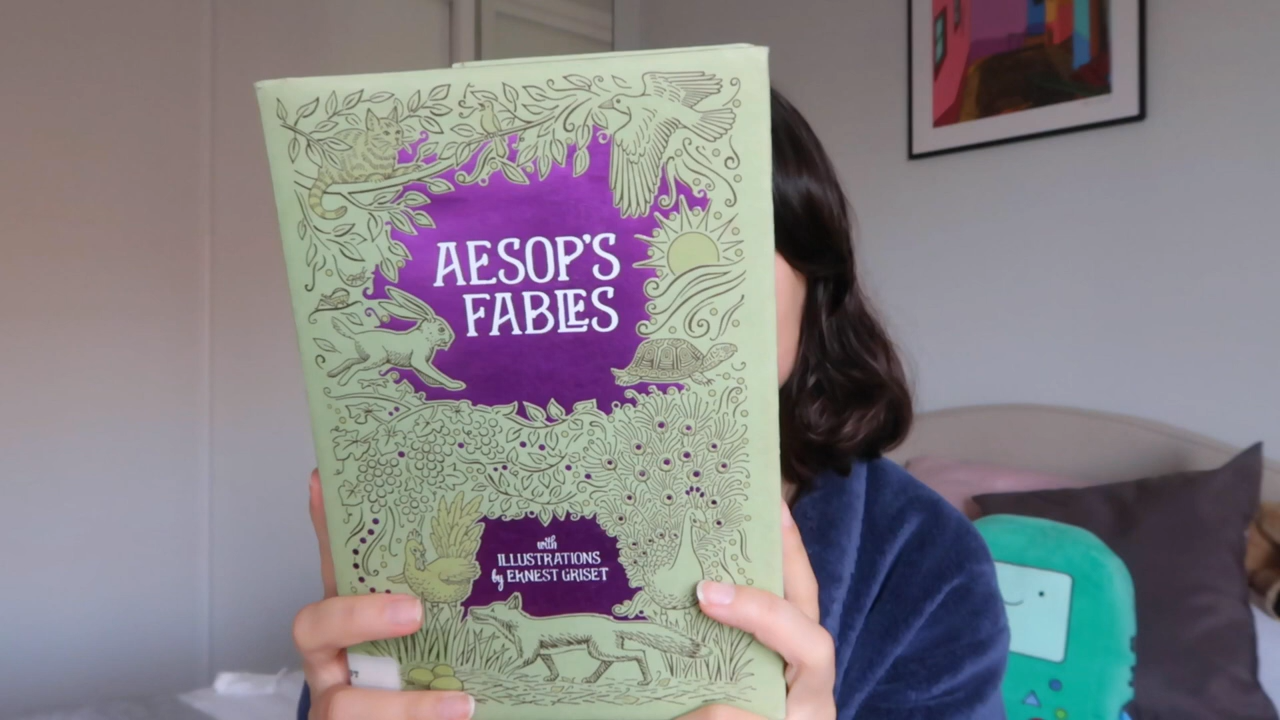 AESOP'S
FABLES
with
ILLUSTRATIONS
by ERNEST GRISET